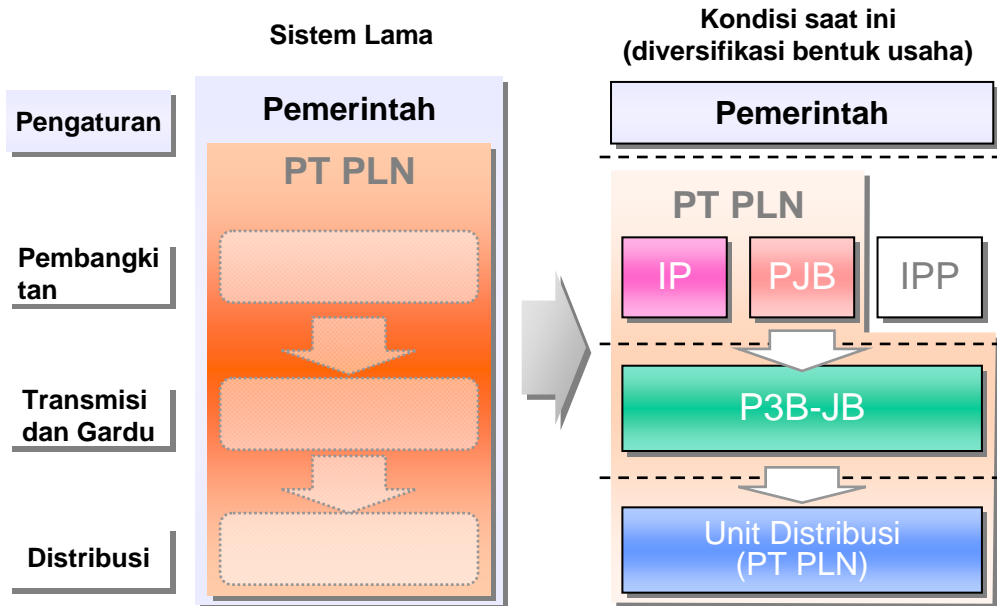 Sistem Lama
Kondisi saat ini
(diversifikasi bentuk usaha)
Pengaturan
Pemerintah
Pemerintah
PT PLN
PT PLN
Pembangki
tan
IP
PJB
IPP
Transmisi
dan Gardu
P3B-JB
Distribusi
Unit Distribusi
(PT PLN)